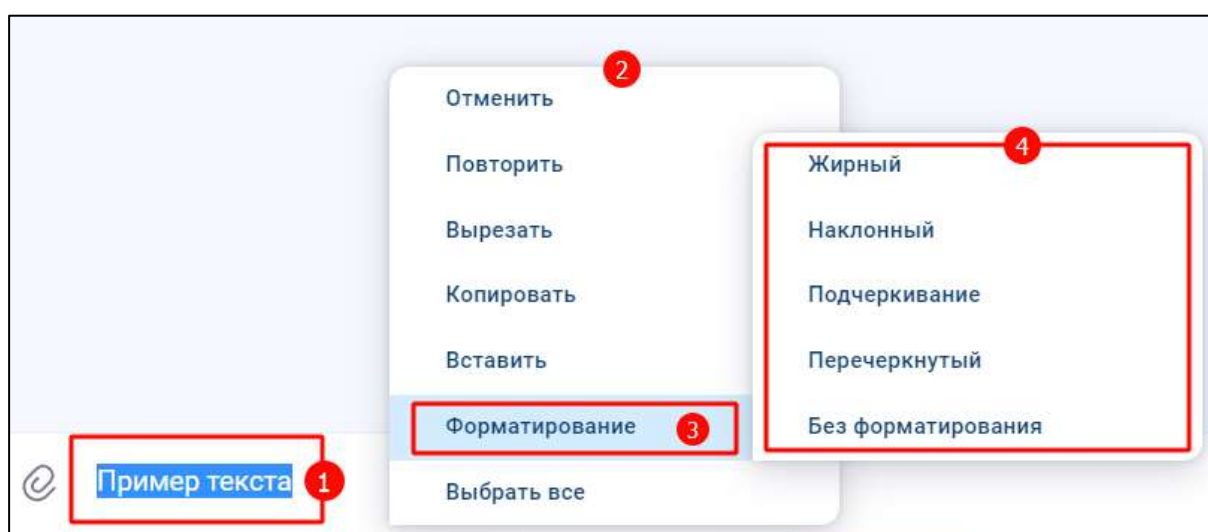 2
Отменить
4
Повторить
Жирный
Вырезать
Наклонный
Копировать
Подчеркивание
Вставить
Перечеркнутый
Форматирование 3
Без форматирования
Пример текста 1
Выбрать все